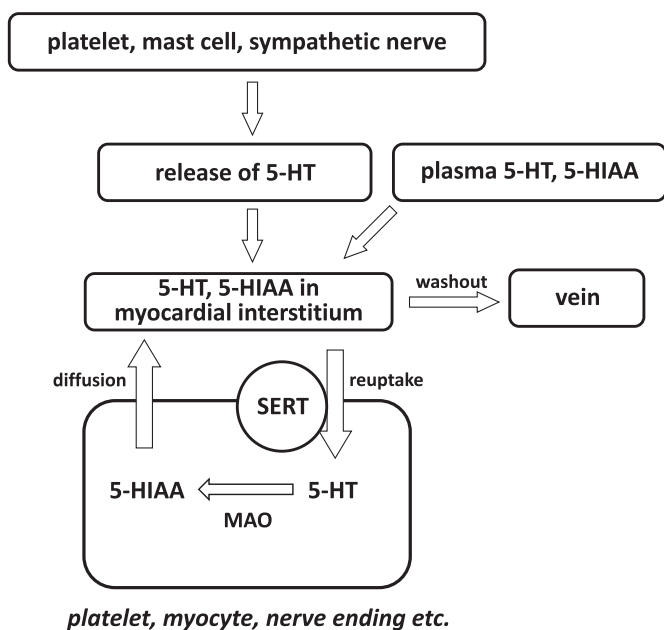 platelet, mast cell, sympathetic nerve
release of 5-HT
plasma 5-HT, 5-HIAA
5-HT, 5-HIAA in
myocardial interstitium
washout
vein
diffusion
SERT
reuptake
5-HIAA
5-HT
MAO
platelet, myocyte, nerve ending etc.